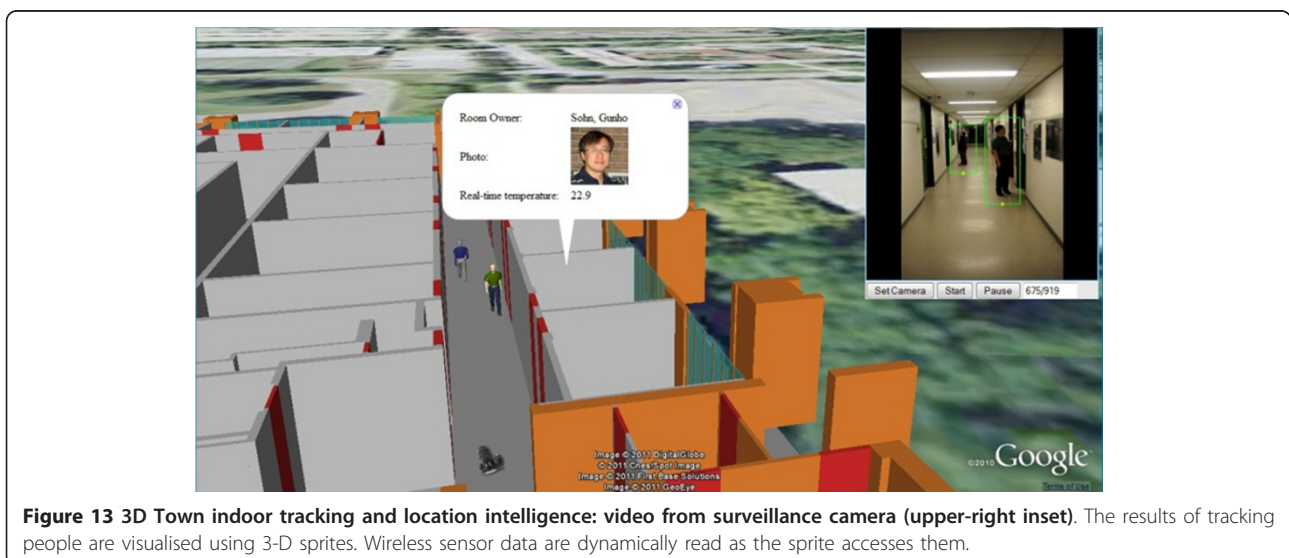 Room Owner: Sohn, Gunho
Photo:
Real-time temperature: 22.9
Set Camera Start Pause 675/919
Image © 2011 DigitalGlobe
© 2011 Cnes/Spot Image
Image © 2011 First Base Solutions
Image © 2011 GeoEye
©2010 Google
Terms of Use
Figure 13 3D Town indoor tracking and location intelligence: video from surveillance camera (upper-right inset). The results of tracking
people are visualised using 3-D sprites. Wireless sensor data are dynamically read as the sprite accesses them.